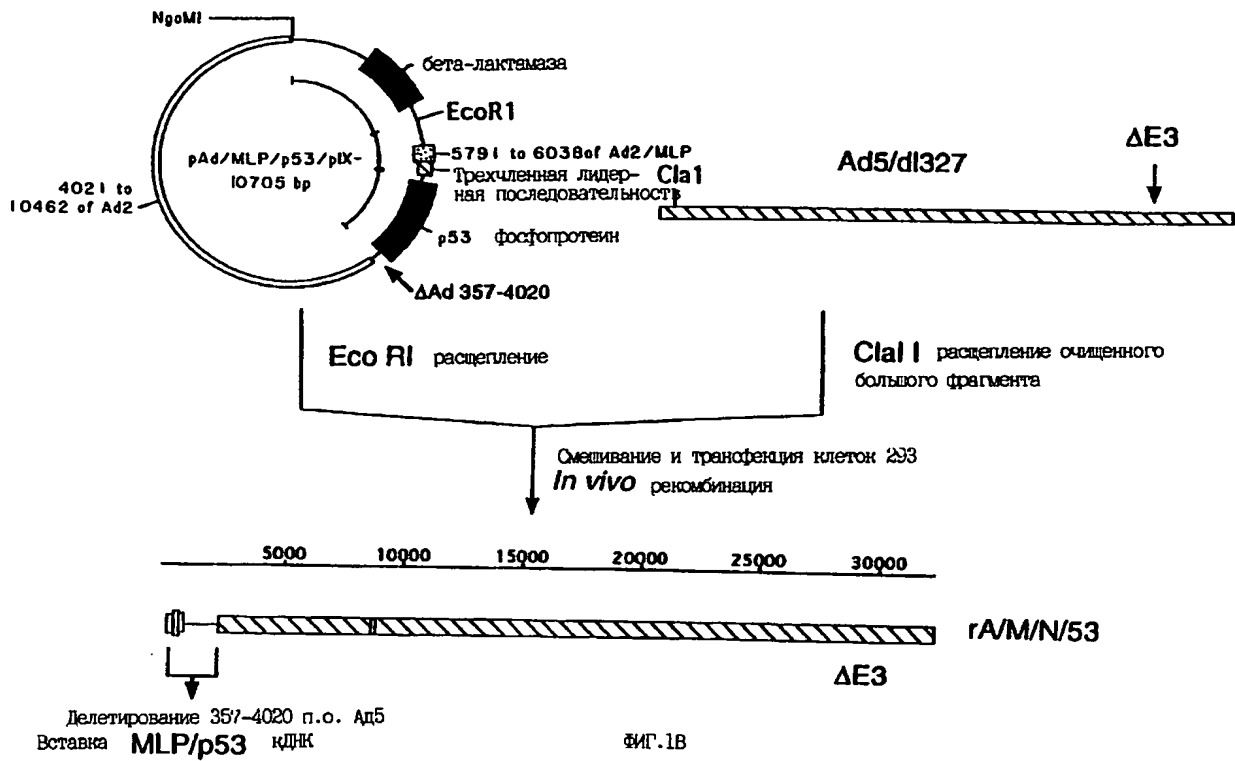 NgoMI
бета-лактамаза
EcoR1
pAd/MLP/p53/pIX-
10705 bp
5791 to 6038of Ad2/MLP
Трехчленная лидер-
ная последовательность
4021 to
10462 of Ad2
p53 фосфопротеин
ΔAd 357-4020
Cla1
Ad5/dl327
ΔE3
Eco RI расщепление
ClaI I расщепление очищенного
большого фрагмента
Смешивание и трансфекция клеток 293
In vivo рекомбинация
5000 10000 15000 20000 25000 30000
rA/M/N/53
ΔE3
Делетирование 357-4020 п.о. Ад5
Вставка MLP/p53 кДНК
ФИГ.1B